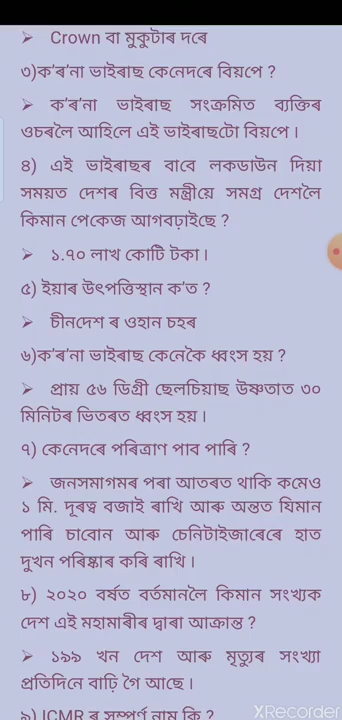 ➢ Crown বা মুকুটাৰ দৰে
৩)ক'ৰ'না ভাইৰাছ কেনেদৰে বিয়পে ?
➢ ক'ৰ'না ভাইৰাছ সংক্ৰমিত ব্যক্তিৰ
ওচৰলৈ আহিলে এই ভাইৰাছটো বিয়পে ।
৪) এই ভাইৰাছৰ বাবে লকডাউন দিয়া
সময়ত দেশৰ বিত্ত মন্ত্ৰীয়ে সমগ্ৰ দেশলৈ
কিমান পেকেজ আগবঢ়াইছে ?
➢ ১.৭০ লাখ কোটি টকা ।
৫) ইয়াৰ উৎপত্তিস্থান ক'ত ?
➢ চীনদেশ ৰ ওহান চহৰ
৬)ক'ৰ'না ভাইৰাছ কেনেকৈ ধ্বংস হয় ?
➢ প্ৰায় ৫৬ ডিগ্ৰী ছেলচিয়াছ উষ্ণতাত ৩০
মিনিটৰ ভিতৰত ধ্বংস হয় ।
৭) কেনেদৰে পৰিত্ৰাণ পাব পাৰি ?
➢ জনসমাগমৰ পৰা আতৰত থাকি কমেও
১ মি. দূৰত্ব বজাই ৰাখি আৰু অন্তত যিমান
পাৰি চাবোন আৰু চেনিটাইজাৰেৰে হাত
দুখন পৰিষ্কাৰ কৰি ৰাখি ।
৮) ২০২০ বৰ্ষত বৰ্তমানলৈ কিমান সংখ্যক
দেশ এই মহামাৰীৰ দ্বাৰা আক্ৰান্ত ?
➢ ১৯৯ খন দেশ আৰু মৃত্যুৰ সংখ্যা
প্ৰতিদিনে বাঢ়ি গৈ আছে ।
৯) ICMR ৰ সম্পূৰ্ণ নাম কি ?
XRecorder